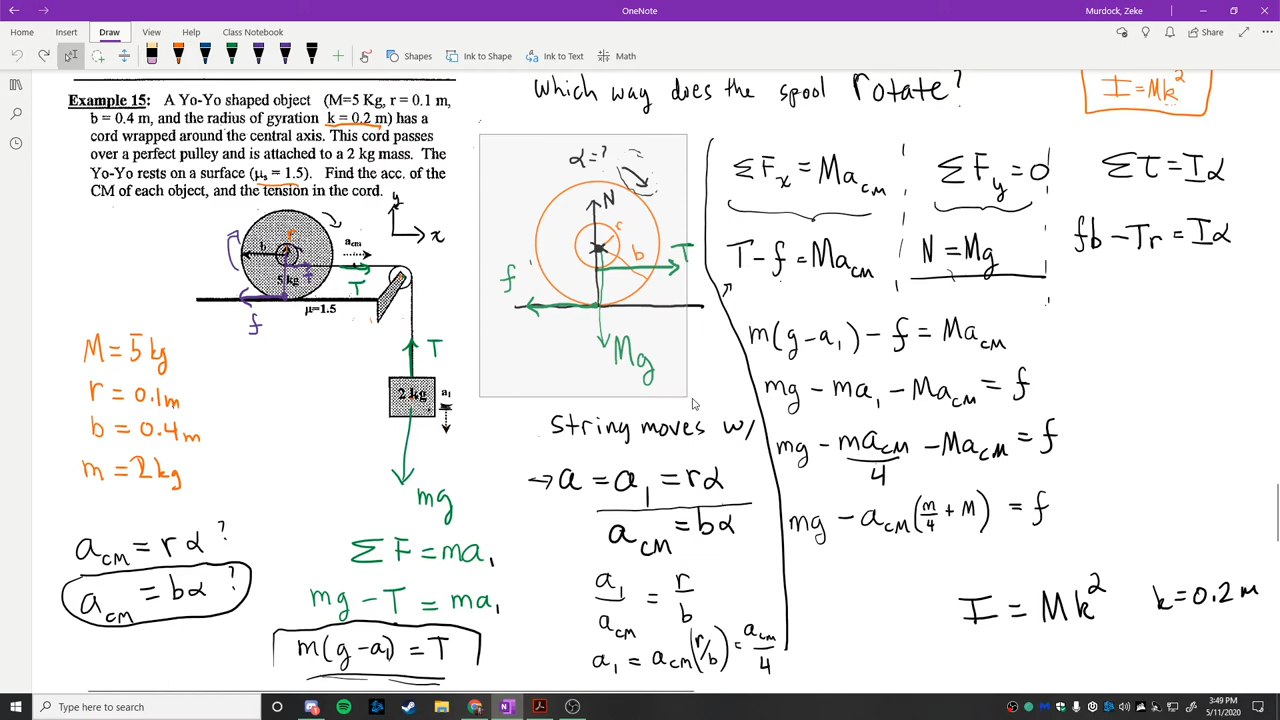 OneNote
Murdock, Zeke
Home
Insert
Draw
View
Help
Class Notebook
Share
Shapes
Ink to Shape
Ink to Text
Math
Example 15: A Yo-Yo shaped object (M=5 Kg, r = 0.1 m,
b = 0.4 m, and the radius of gyration k = 0.2 m) has a
cord wrapped around the central axis. This cord passes
over a perfect pulley and is attached to a 2 kg mass. The
Yo-Yo rests on a surface (μs = 1.5). Find the acc. of the
CM of each object, and the tension in the cord.
y
x
r
b
acm
f
T
5 kg
μ=1.5
f
T
2 kg
a1
mg
M = 5 kg
r = 0.1m
b = 0.4m
m = 2kg
aCM = rα ?
aCM = bα ?
ΣF = ma1
mg - T = ma1
m(g-a1) = T
Which way does the spool rotate?
α=?
N
r
b
T
f
Mg
String moves w/
→ a = a1 = rα
aCM = bα
a1/aCM = r/b
a1 = aCM(r/b) = aCM/4
I = Mk²
ΣFx = MaCM
ΣFy = 0
Στ = Iα
T - f = MaCM
N = Mg
fb - Tr = Iα
m(g-a1) - f = MaCM
mg - ma1 - MaCM = f
mg - maCM/4 - MaCM = f
mg - aCM(m/4 + M) = f
I = Mk²
k = 0.2 m
Type here to search
3:49 PM
5/11/2020